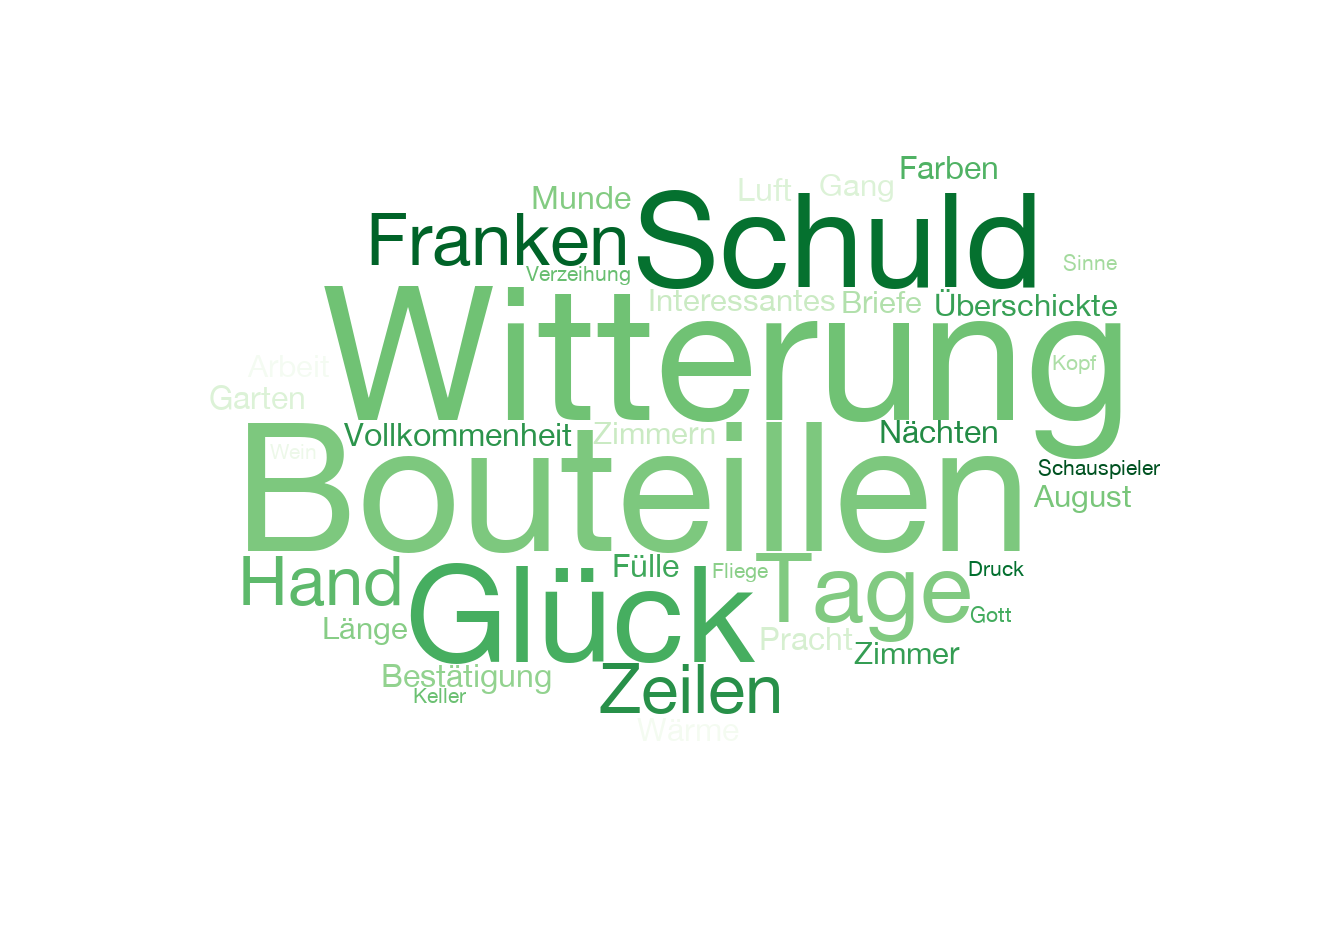 Farben
Luft Gang
Munde
Schuld
Franken
Sinne
Verzeihung
Interessantes Briefe Überschickte
Witterung
Kopf
Arbeit
Garten
Vollkommenheit Zimmern Nächten
Wein
Bouteillen
Schauspieler
August
Hand
Fülle Fliege Tage Druck
Glück
Gott
Länge
Pracht Zimmer
Bestätigung
Zeilen
Keller
Wärme